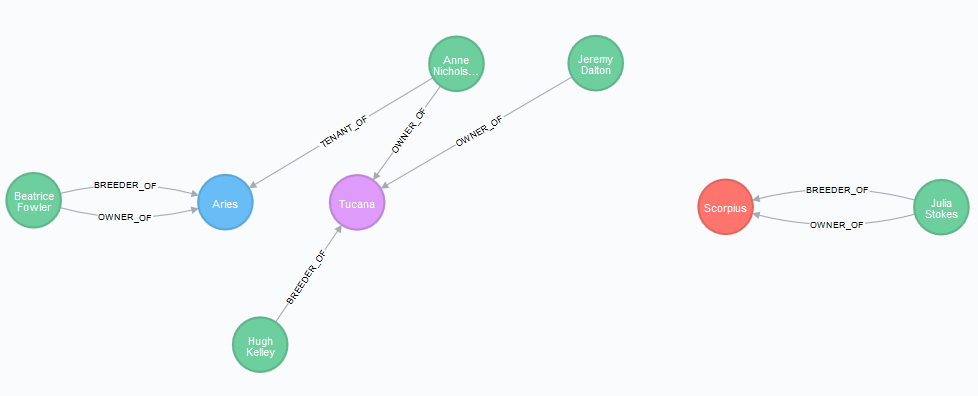 Anne
Nichols...
Jeremy
Dalton
TENANT_OF
OWNER_OF
OWNER_OF
Beatrice
Fowler
BREEDER_OF
OWNER_OF
Aries
Tucana
BREEDER_OF
Hugh
Kelley
Scorpius
BREEDER_OF
OWNER_OF
Julia
Stokes